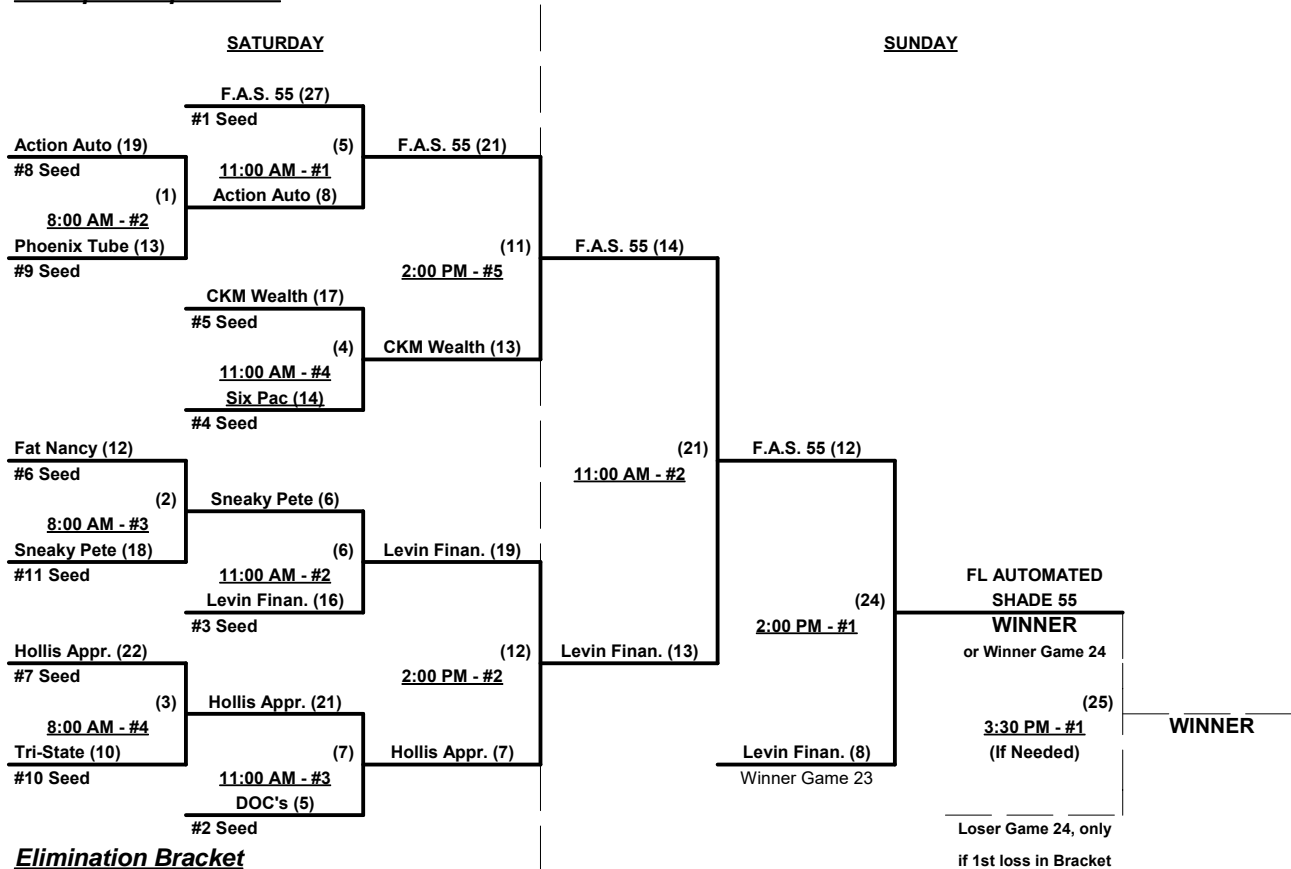 SATURDAY
SUNDAY
F.A.S. 55 (27)
#1 Seed
Action Auto (19)
(5)
F.A.S. 55 (21)
#8 Seed
11:00 AM - #1
(1)
Action Auto (8)
8:00 AM - #2
Phoenix Tube (13)
(11)
F.A.S. 55 (14)
#9 Seed
2:00 PM - #5
CKM Wealth (17)
#5 Seed
(4)
CKM Wealth (13)
11:00 AM - #4
Six Pac (14)
#4 Seed
Fat Nancy (12)
(21)
F.A.S. 55 (12)
#6 Seed
11:00 AM - #2
(2)
Sneaky Pete (6)
8:00 AM - #3
Sneaky Pete (18)
(6)
Levin Finan. (19)
#11 Seed
11:00 AM - #2
FL AUTOMATED
Levin Finan. (16)
(24)
SHADE 55
#3 Seed
2:00 PM - #1
WINNER
Hollis Appr. (22)
(12)
Levin Finan. (13)
or Winner Game 24
#7 Seed
2:00 PM - #2
(3)
Hollis Appr. (21)
(25)
8:00 AM - #4
3:30 PM - #1
WINNER
Tri-State (10)
(7)
Hollis Appr. (7)
Levin Finan. (8)
(If Needed)
#10 Seed
11:00 AM - #3
Winner Game 23
DOC's (5)
#2 Seed
Loser Game 24, only
Elimination Bracket
if 1st loss in Bracket